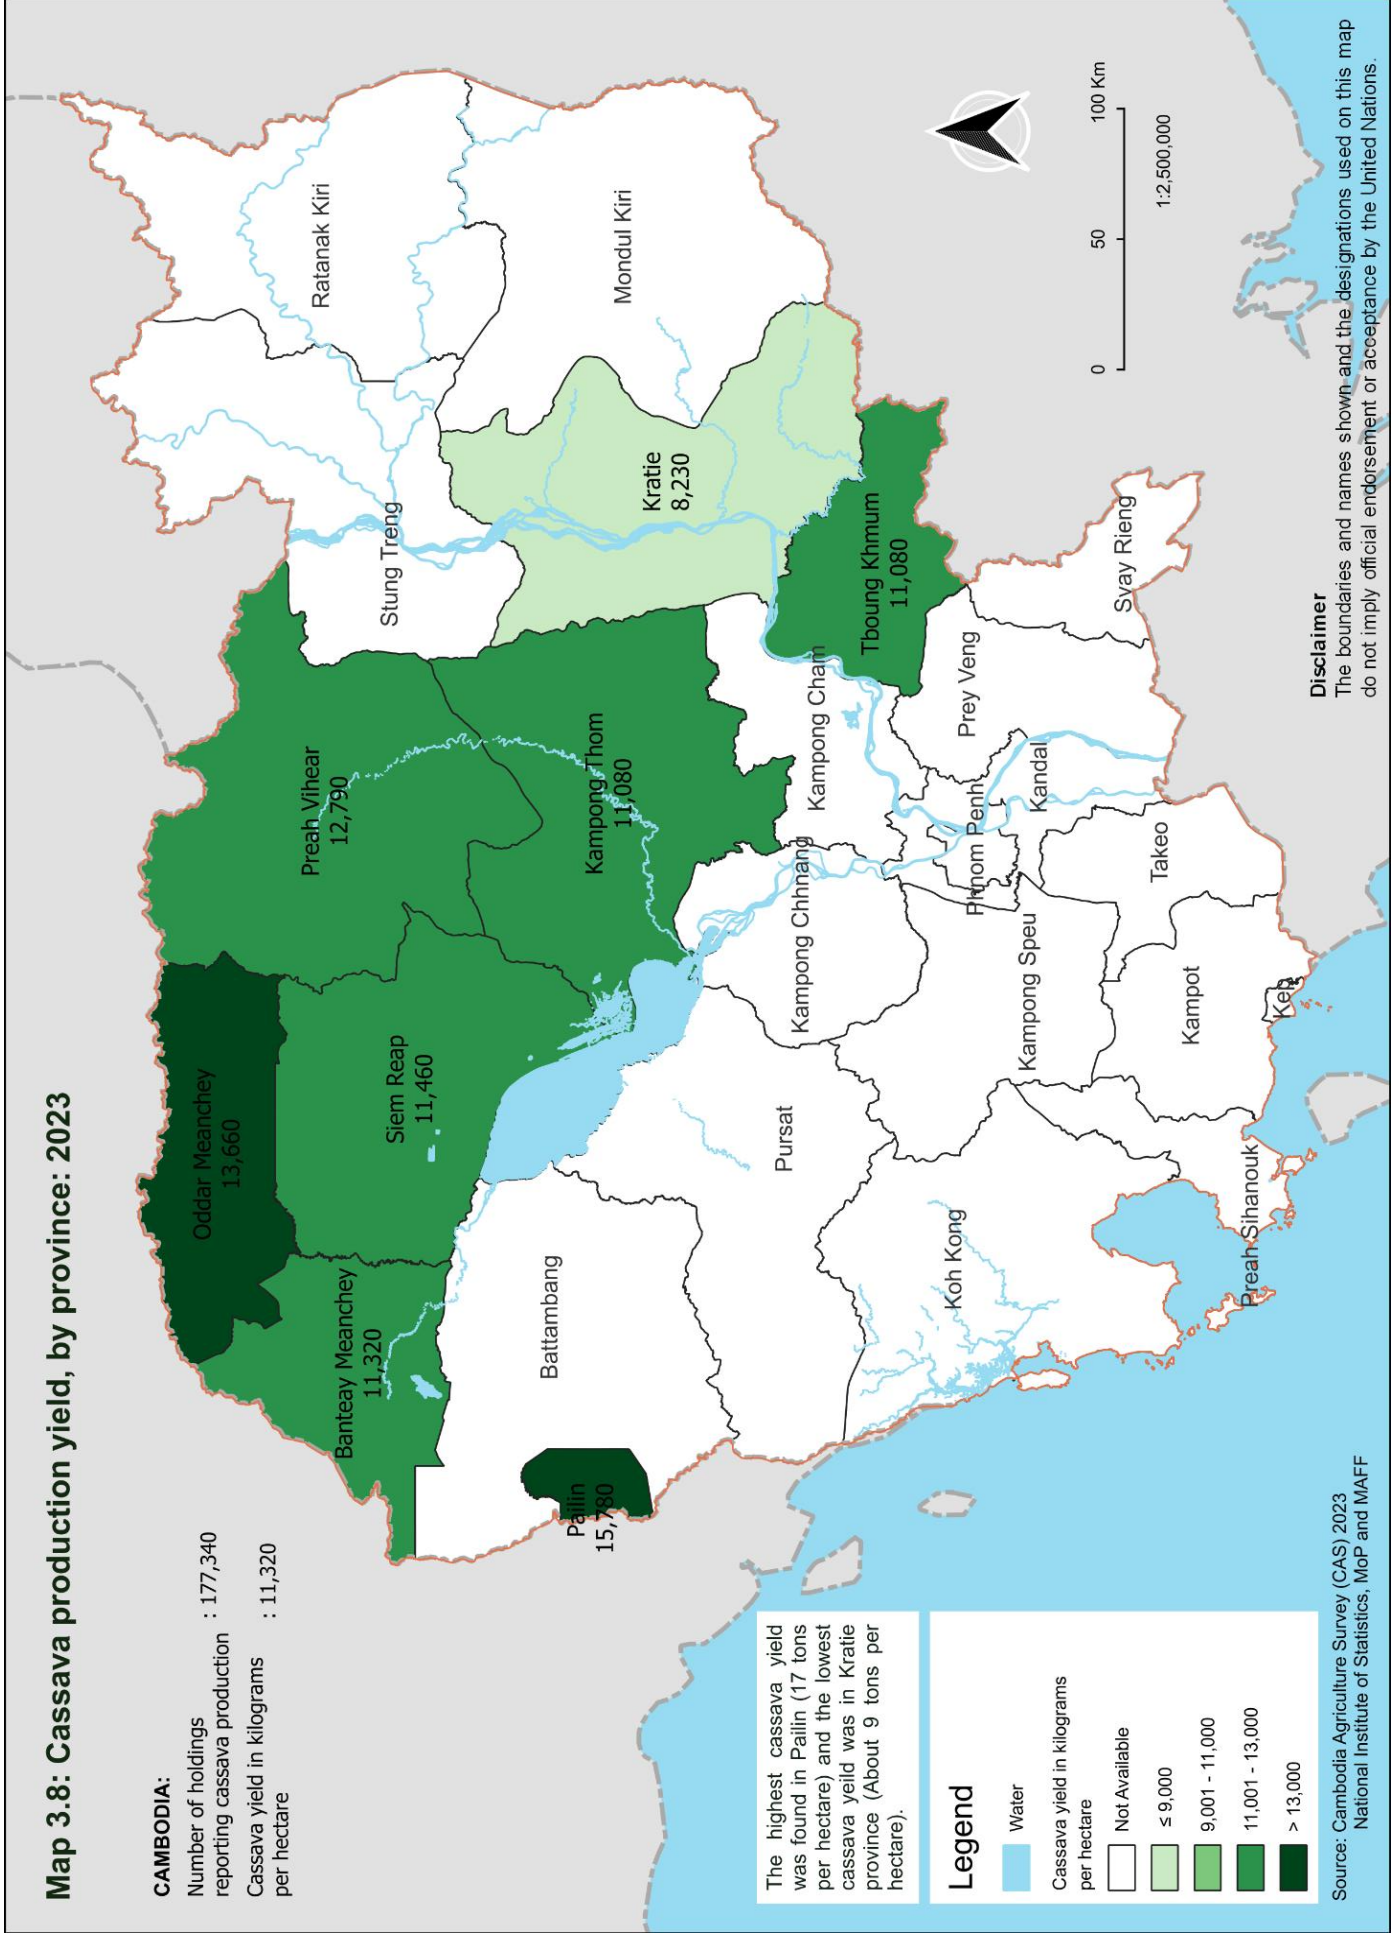 Map 3.8: Cassava production yield, by province: 2023
CAMBODIA:
Number of holdings
reporting cassava production : 177,340
Cassava yield in kilograms : 11,320
per hectare
Ratanak Kiri
Stung Treng
Mondul Kiri
Preah Vihear
12,790
Oddar Meanchey
13,660
Siem Reap
11,460
Banteay Meanchey
11,320
Kratie
8,230
Kampong Thom
11,080
Battambang
Pailin
15,780
Tboung Khmum
11,080
Kampong Cham
Kampong Chhnang
Pursat
Prey Veng
Phnom Penh
Kandal
Svay Rieng
Kampong Speu
Koh Kong
Takeo
Kampot
Kep
Preah Sihanouk
0 50 100 Km
1:2,500,000
The highest cassava yield
was found in Pailin (17 tons
per hectare) and the lowest
cassava yeild was in Kratie
province (About 9 tons per
hectare).
Legend
Water
Cassava yield in kilograms
per hectare
Not Available
≤ 9,000
9,001 - 11,000
11,001 - 13,000
> 13,000
Source: Cambodia Agriculture Survey (CAS) 2023
National Institute of Statistics, MoP and MAFF
Disclaimer
The boundaries and names shown and the designations used on this map
do not imply official endorsement or acceptance by the United Nations.